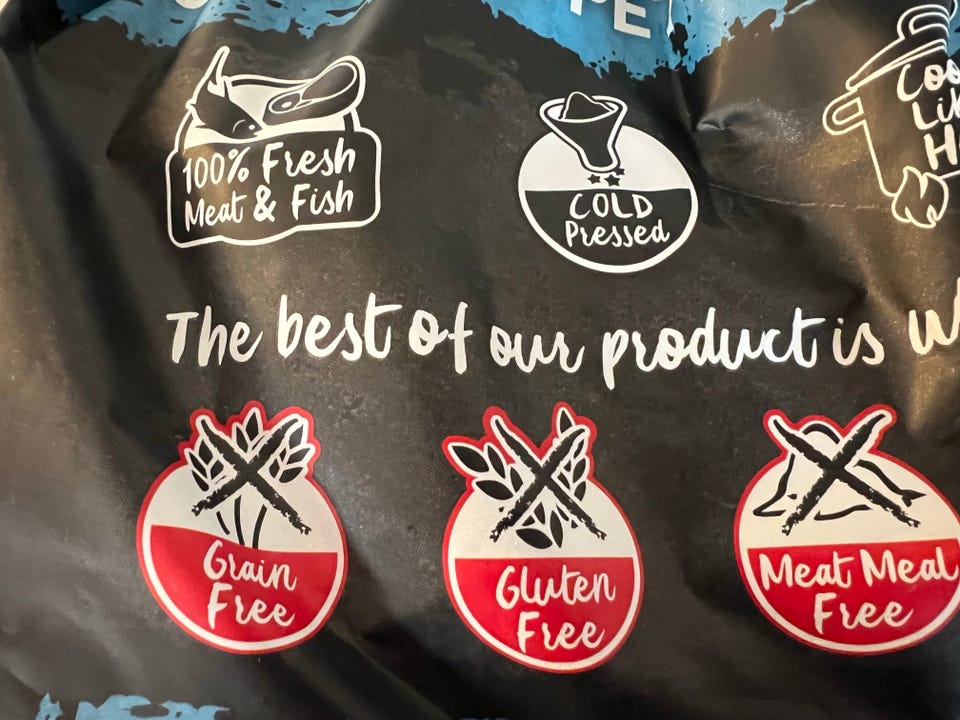 100% Fresh
Meat & Fish
COLD
Pressed
The best of our product is
Grain
Free
Gluten
Free
Meat Meal
Free